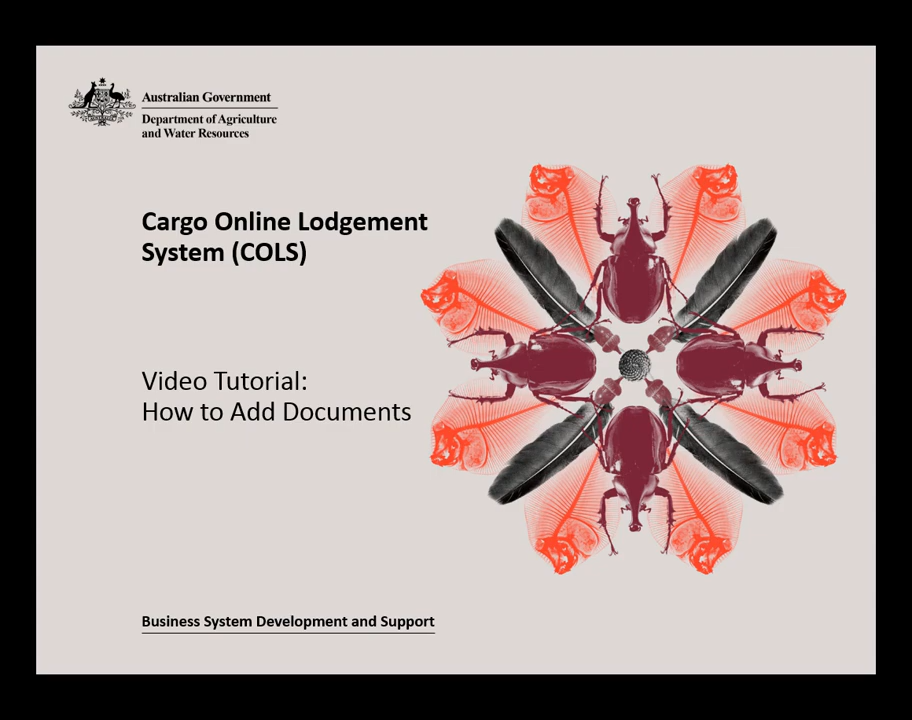 Australian Government
Department of Agriculture
and Water Resources
Cargo Online Lodgement
System (COLS)
Video Tutorial:
How to Add Documents
Business System Development and Support